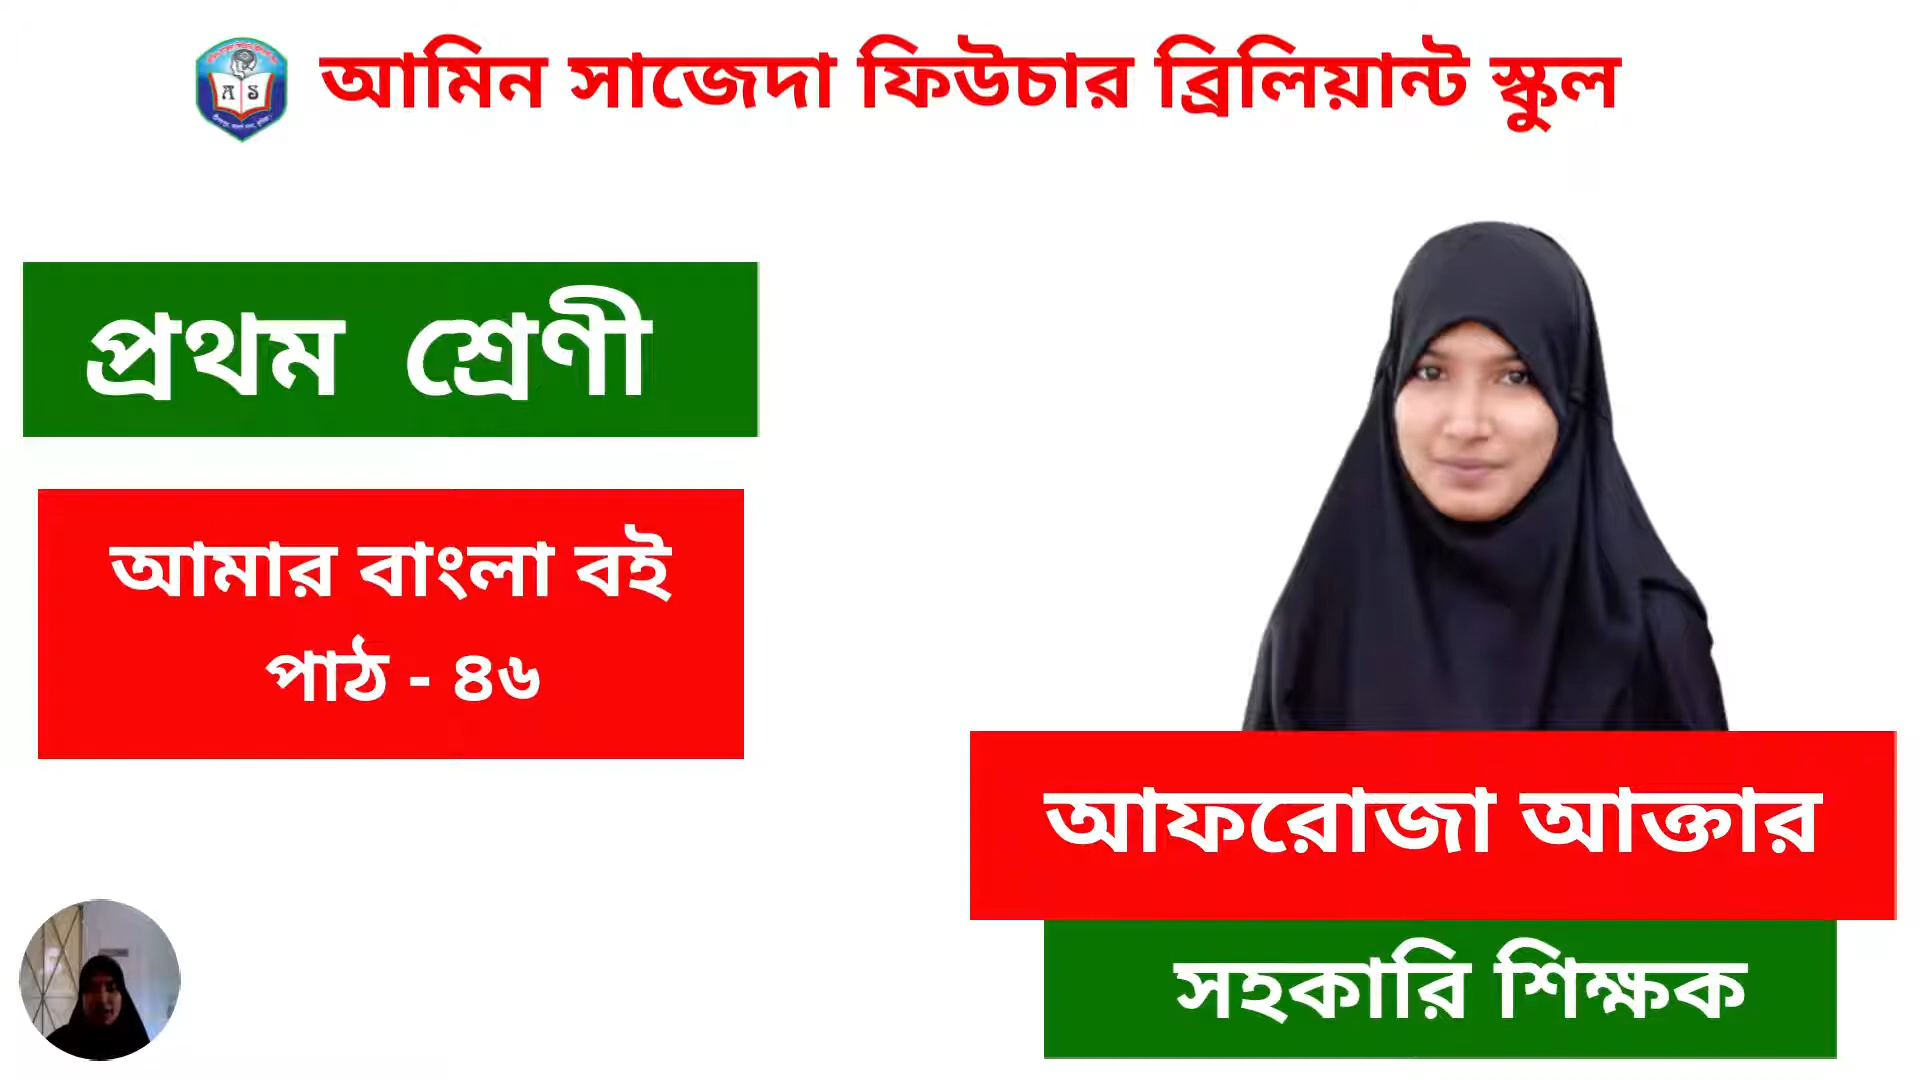 আমিন সাজেদা ফিউচার ব্রিলিয়ান্ট স্কুল
A S
প্রথম শ্রেণী
আমার বাংলা বই
পাঠ - ৪৬
আফরোজা আক্তার
সহকারি শিক্ষক